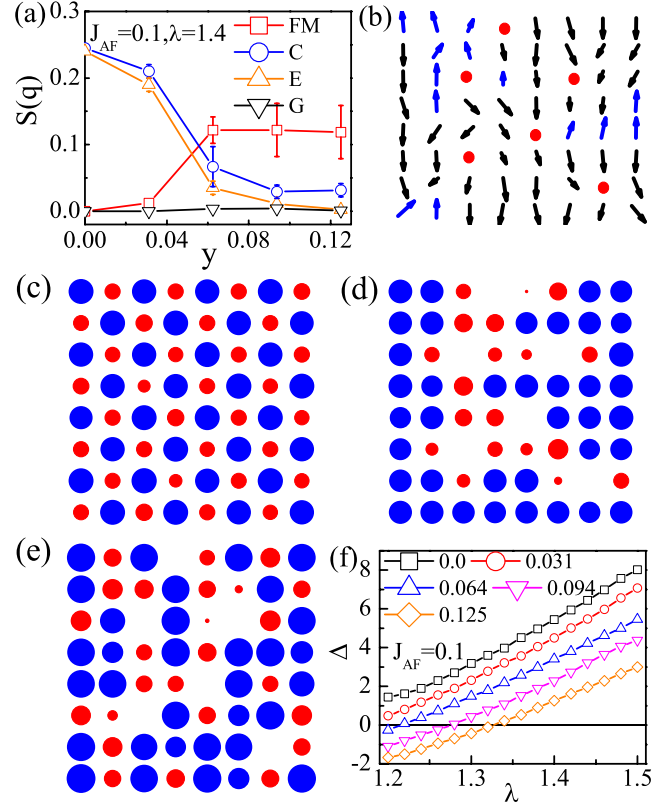 (a)
J_AF=0.1,λ=1.4
FM
C
E
G
S(q)
0.3
0.2
0.1
0.0
0.00 0.04 0.08 0.12
y
(b)
(c)
(d)
(e)
(f)
0.0 0.031
0.064 0.094
0.125
J_AF=0.1
Δ
8
6
4
2
0
-2
1.2 1.3 1.4 1.5
λ